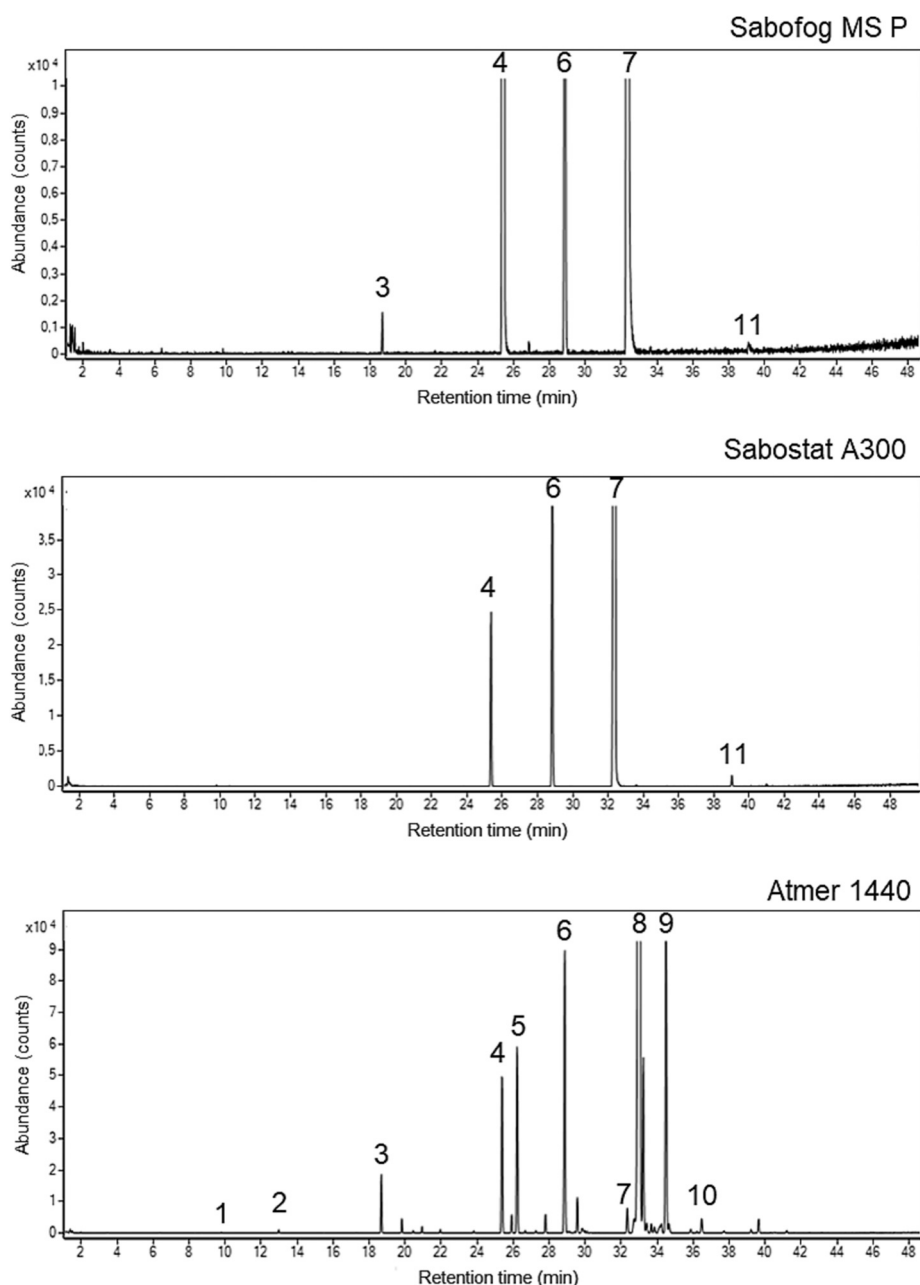 Sabofog MS P
x10⁴
4 6 7
1
0,9
0,8
0,7
0,6
0,5
0,4
0,3
0,2
0,1
0
3
11
Abundance (counts)
2 4 6 8 10 12 14 16 18 20 22 24 26 28 30 32 34 36 38 40 42 44 46 48
Retention time (min)
Sabostat A300
x10⁴
6 7
3,5
3
2,5
2
1,5
1
0,5
0
4
11
Abundance (counts)
2 4 6 8 10 12 14 16 18 20 22 24 26 28 30 32 34 36 38 40 42 44 46 48
Retention time (min)
Atmer 1440
x10⁴
6 8 9
9
8
7
6
5
4
3
2
1
0
5
4
3
1 2 7 10
Abundance (counts)
2 4 6 8 10 12 14 16 18 20 22 24 26 28 30 32 34 36 38 40 42 44 46 48
Retention time (min)